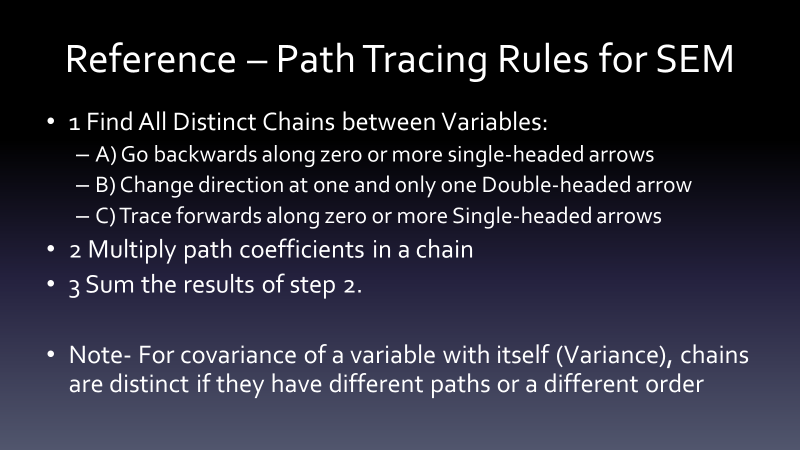 Reference – Path Tracing Rules for SEM
• 1 Find All Distinct Chains between Variables:
– A) Go backwards along zero or more single-headed arrows
– B) Change direction at one and only one Double-headed arrow
– C) Trace forwards along zero or more Single-headed arrows
• 2 Multiply path coefficients in a chain
• 3 Sum the results of step 2.
• Note- For covariance of a variable with itself (Variance), chains
are distinct if they have different paths or a different order